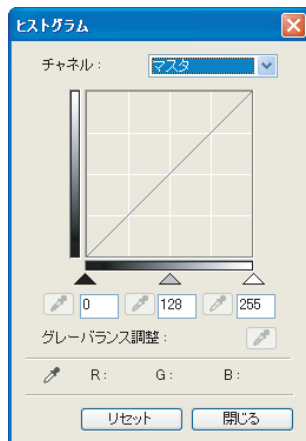 ヒストグラム
チャネル： マスタ
0 128 255
グレーバランス調整：
R： G： B：
リセット 閉じる